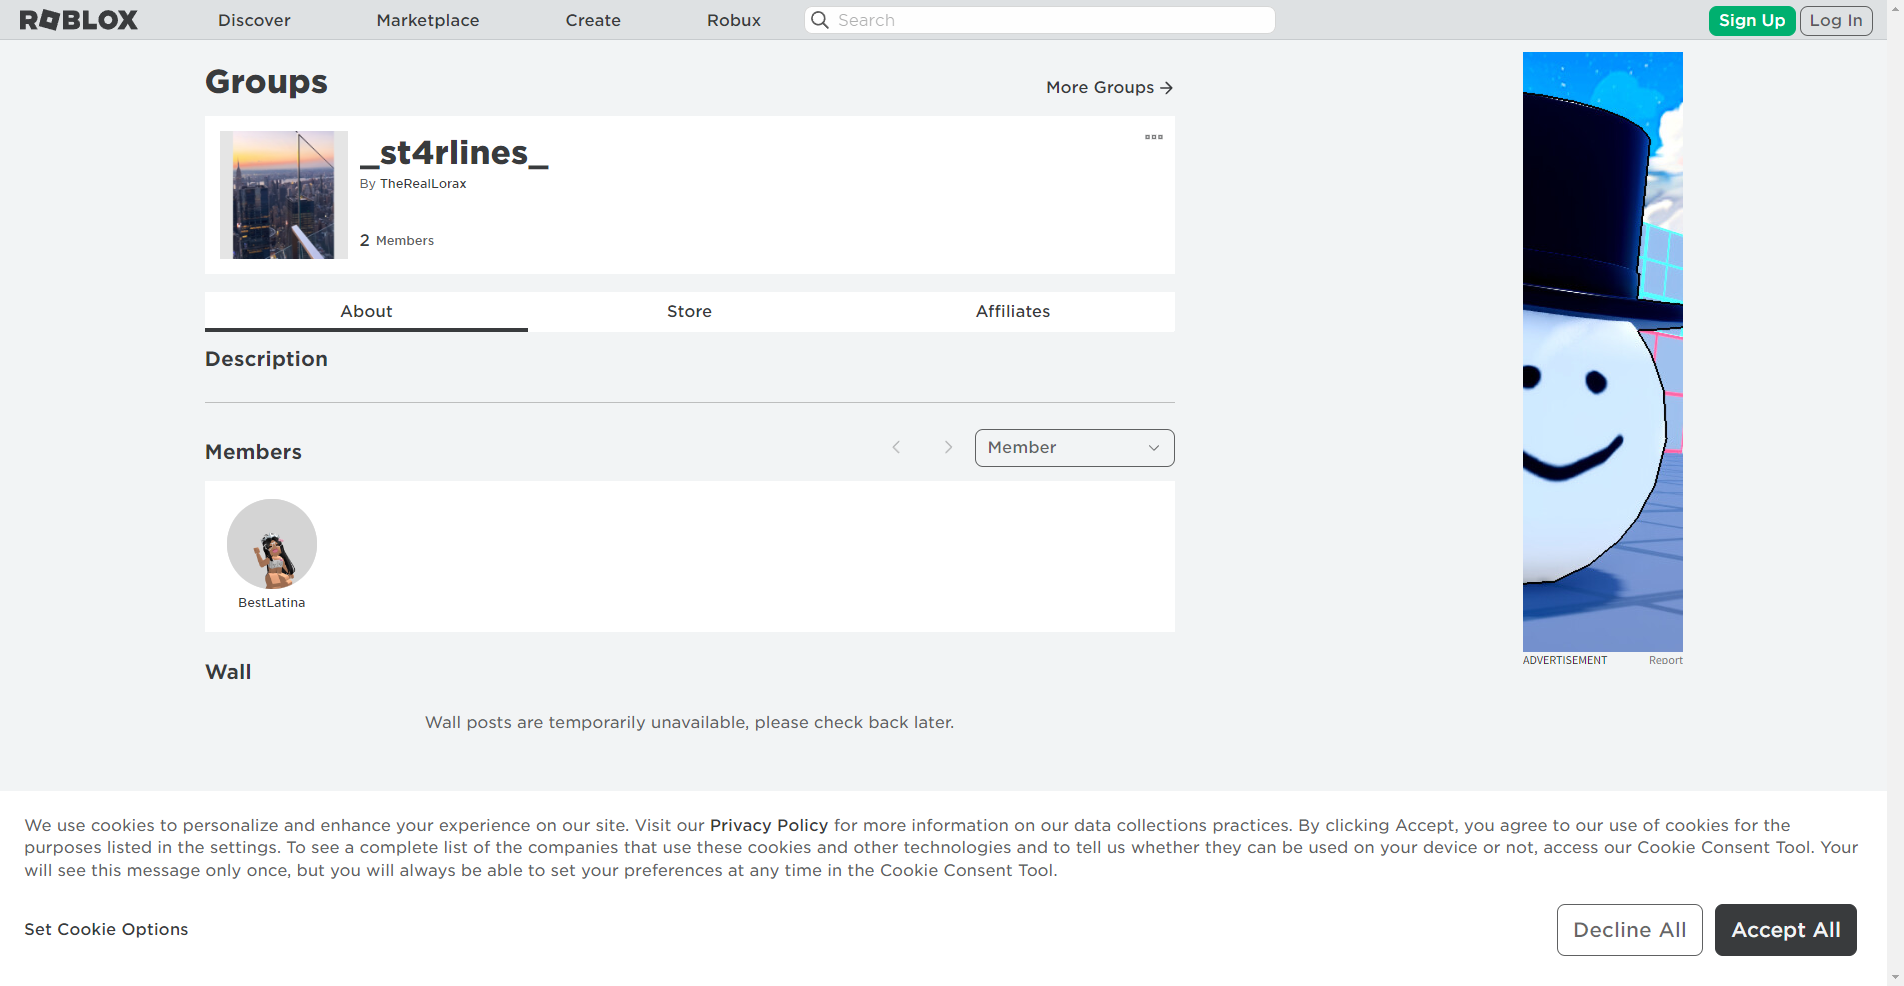 ROBLOX
Discover
Marketplace
Create
Robux
Search
Sign Up
Log In
Groups
More Groups
_st4rlines_
By TheRealLorax
2 Members
About
Store
Affiliates
Description
Members
Member
BestLatina
Wall
Wall posts are temporarily unavailable, please check back later.
ADVERTISEMENT
Report
We use cookies to personalize and enhance your experience on our site. Visit our Privacy Policy for more information on our data collections practices. By clicking Accept, you agree to our use of cookies for the
purposes listed in the settings. To see a complete list of the companies that use these cookies and other technologies and to tell us whether they can be used on your device or not, access our Cookie Consent Tool. Your
will see this message only once, but you will always be able to set your preferences at any time in the Cookie Consent Tool.
Set Cookie Options
Decline All
Accept All